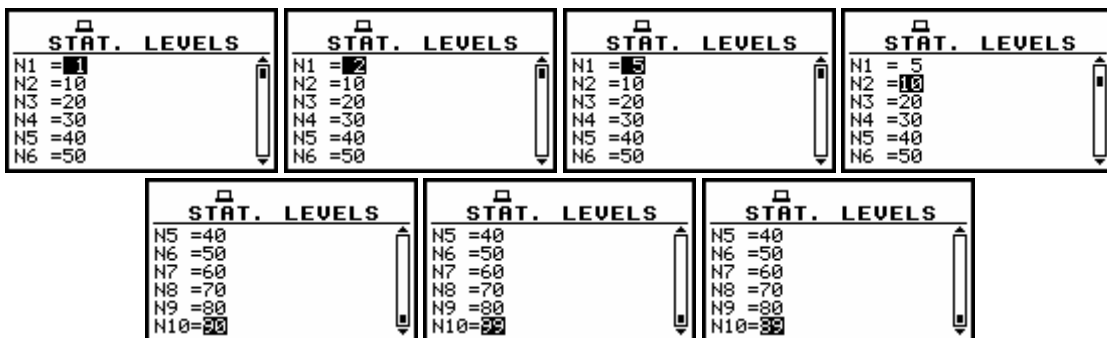 STAT. LEVELS
N1 = 1
N2 =10
N3 =20
N4 =30
N5 =40
N6 =50
STAT. LEVELS
N1 = 2
N2 =10
N3 =20
N4 =30
N5 =40
N6 =50
STAT. LEVELS
N1 = 5
N2 =10
N3 =20
N4 =30
N5 =40
N6 =50
STAT. LEVELS
N1 = 5
N2 =10
N3 =20
N4 =30
N5 =40
N6 =50
STAT. LEVELS
N5 =40
N6 =50
N7 =60
N8 =70
N9 =80
N10=90
STAT. LEVELS
N5 =40
N6 =50
N7 =60
N8 =70
N9 =80
N10=99
STAT. LEVELS
N5 =40
N6 =50
N7 =60
N8 =70
N9 =80
N10=89